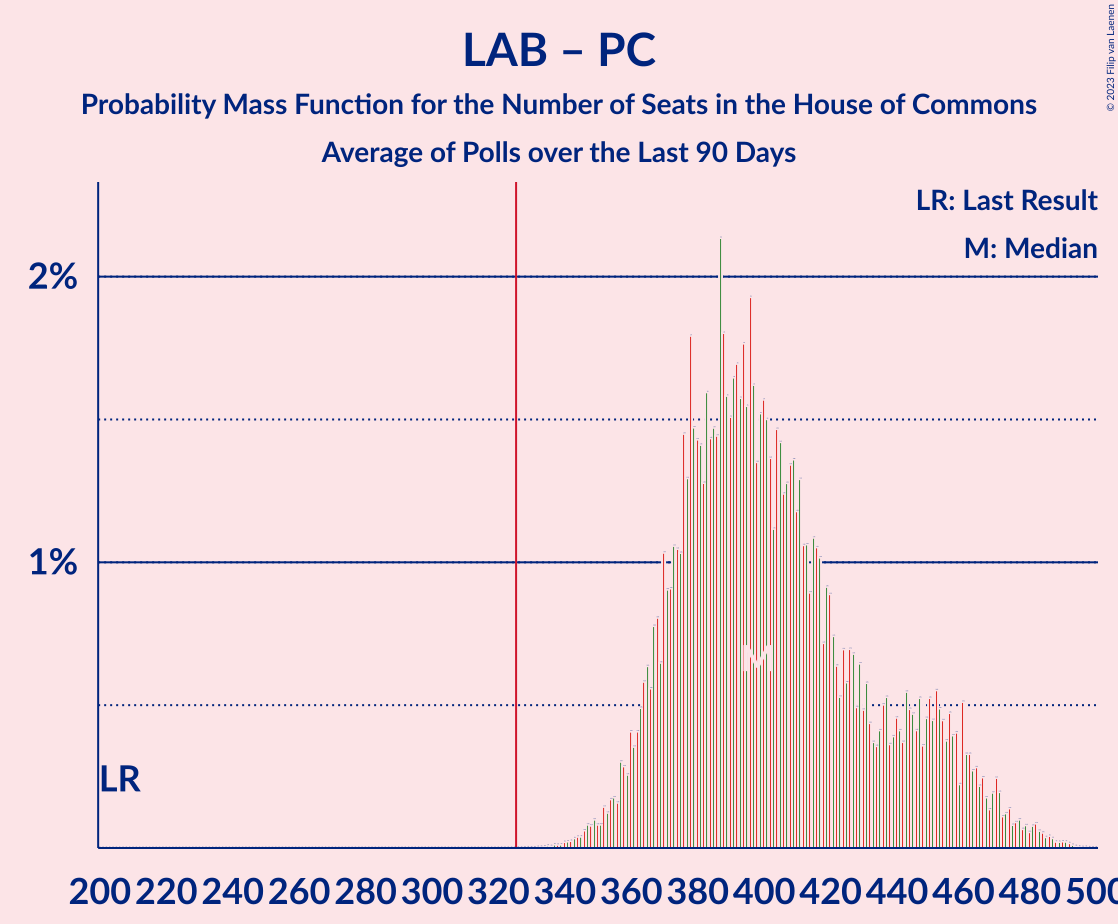 LAB – PC
Probability Mass Function for the Number of Seats in the House of Commons
Average of Polls over the Last 90 Days
© 2023 Filip van Laenen
LR: Last Result
M: Median
2%
1%
M
LR
200 220 240 260 280 300 320 340 360 380 400 420 440 460 480 500